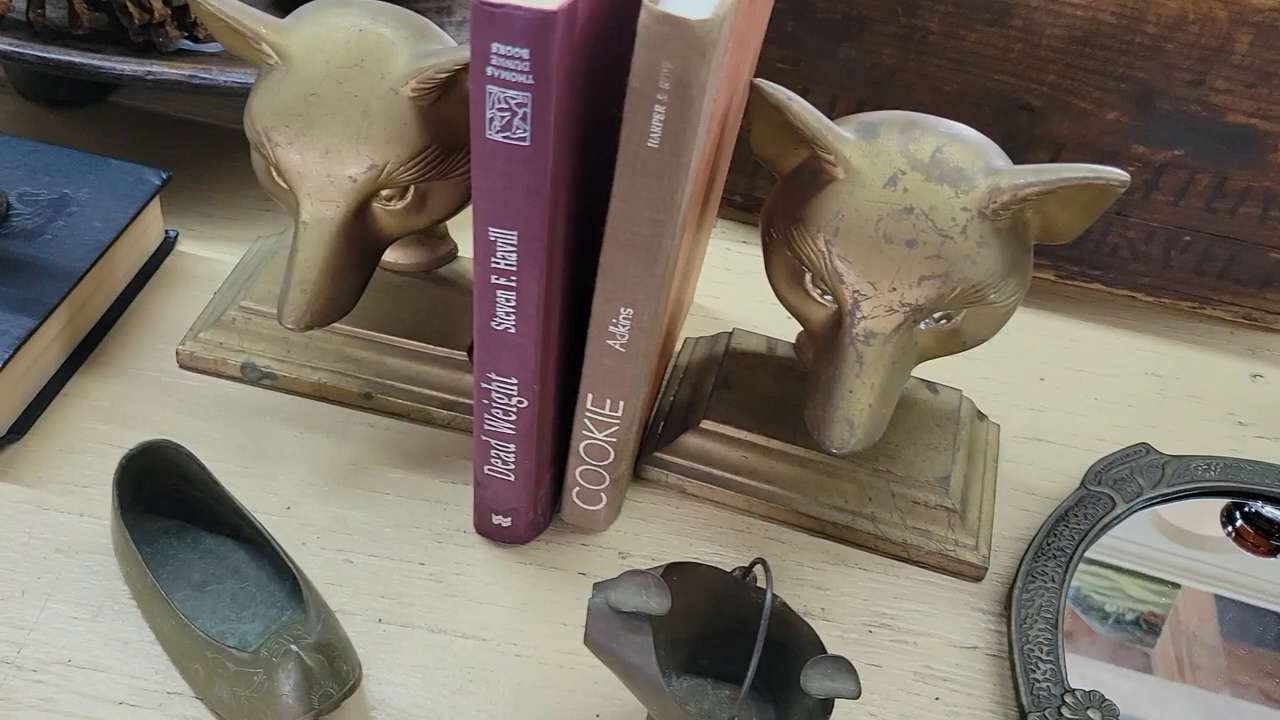 THOMAS
DUNNE
BOOKS
Steven F. Havill
Dead Weight
HARPER & ROW
Adkins
COOKIE